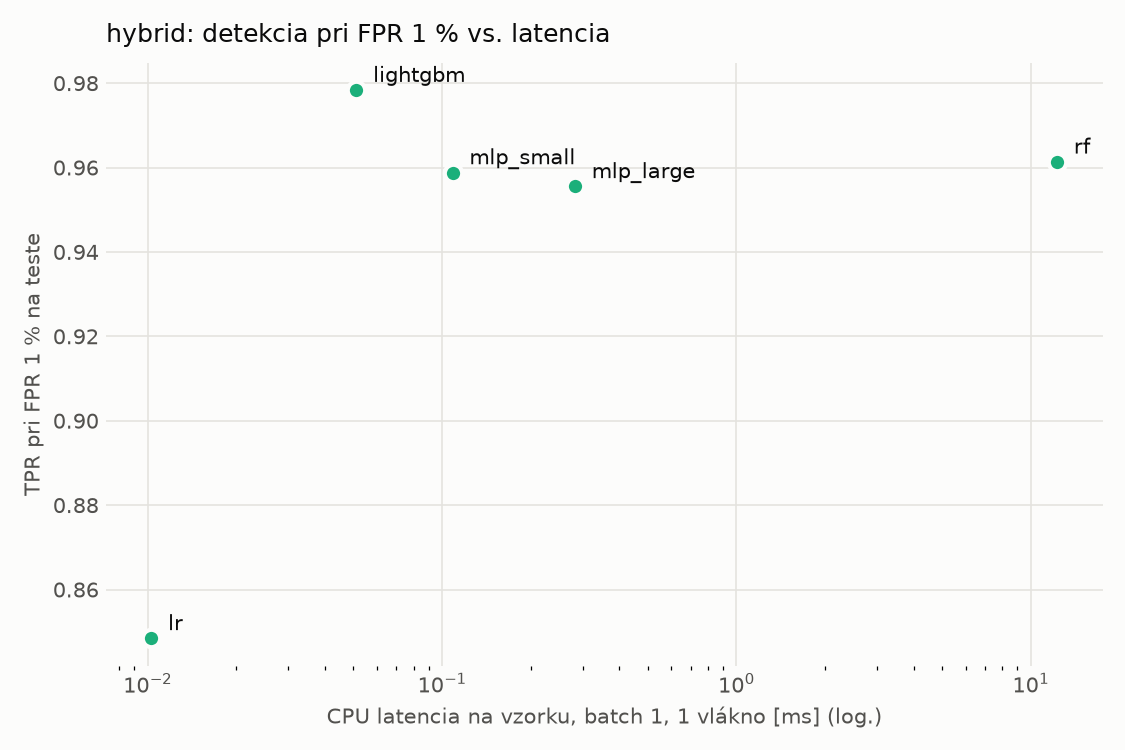 hybrid: detekcia pri FPR 1 % vs. latencia
TPR pri FPR 1 % na teste
0.98
0.96
0.94
0.92
0.90
0.88
0.86
lightgbm
mlp_small
mlp_large
rf
lr
10⁻²
10⁻¹
10⁰
10¹
CPU latencia na vzorku, batch 1, 1 vlákno [ms] (log.)